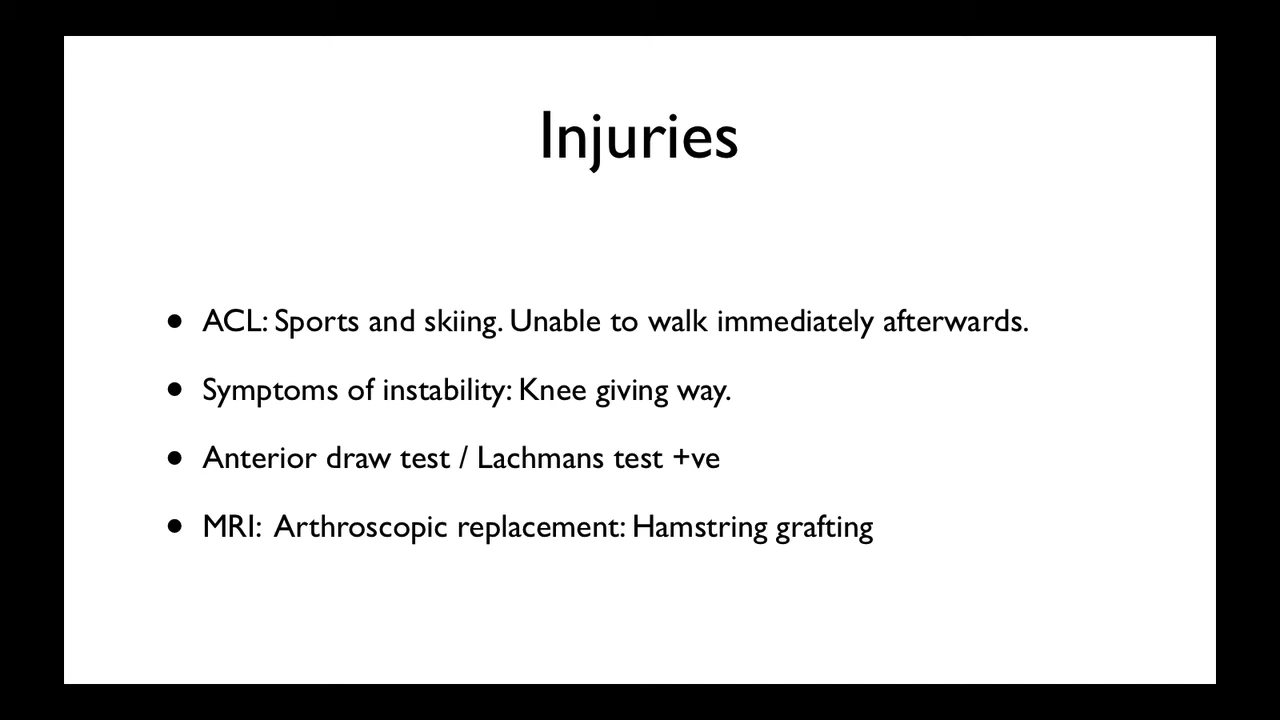 Injuries
• ACL: Sports and skiing. Unable to walk immediately afterwards.
• Symptoms of instability: Knee giving way.
• Anterior draw test / Lachmans test +ve
• MRI:  Arthroscopic replacement: Hamstring grafting